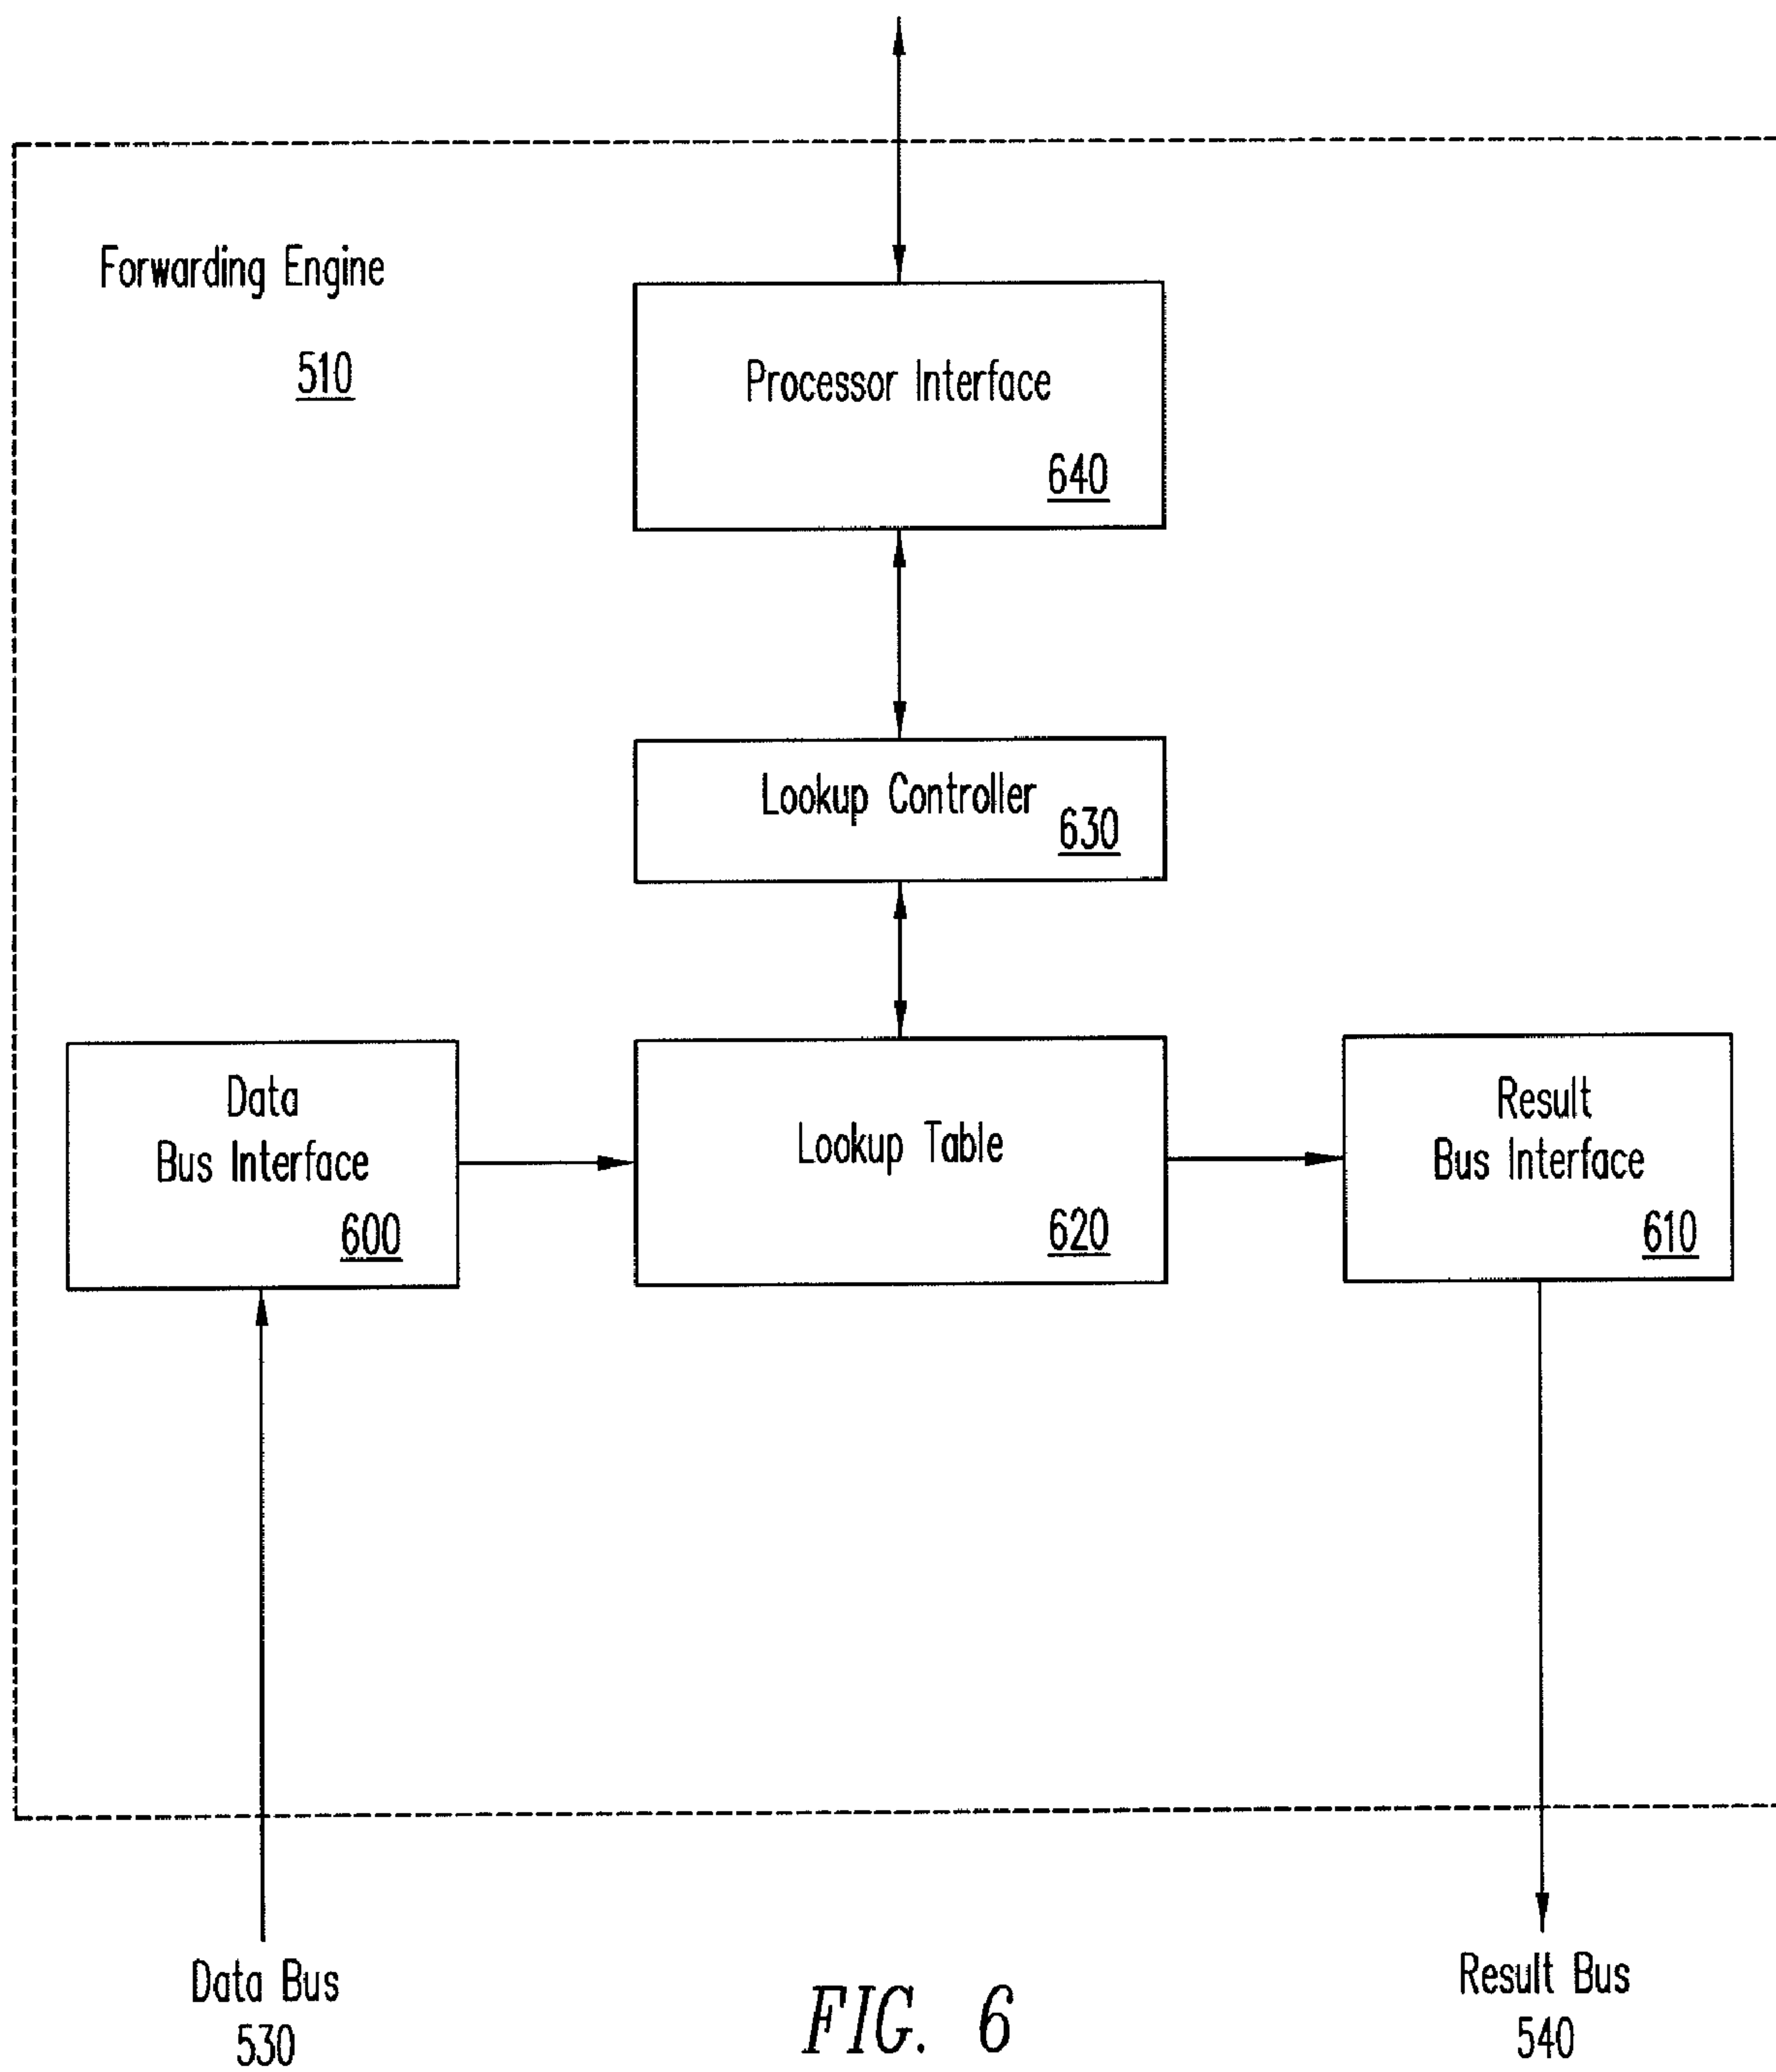 Forwarding Engine
510
Processor Interface
640
Lookup Controller
630
Data
Bus Interface
600
Lookup Table
620
Result
Bus Interface
610
Data Bus
530
FIG. 6
Result Bus
540